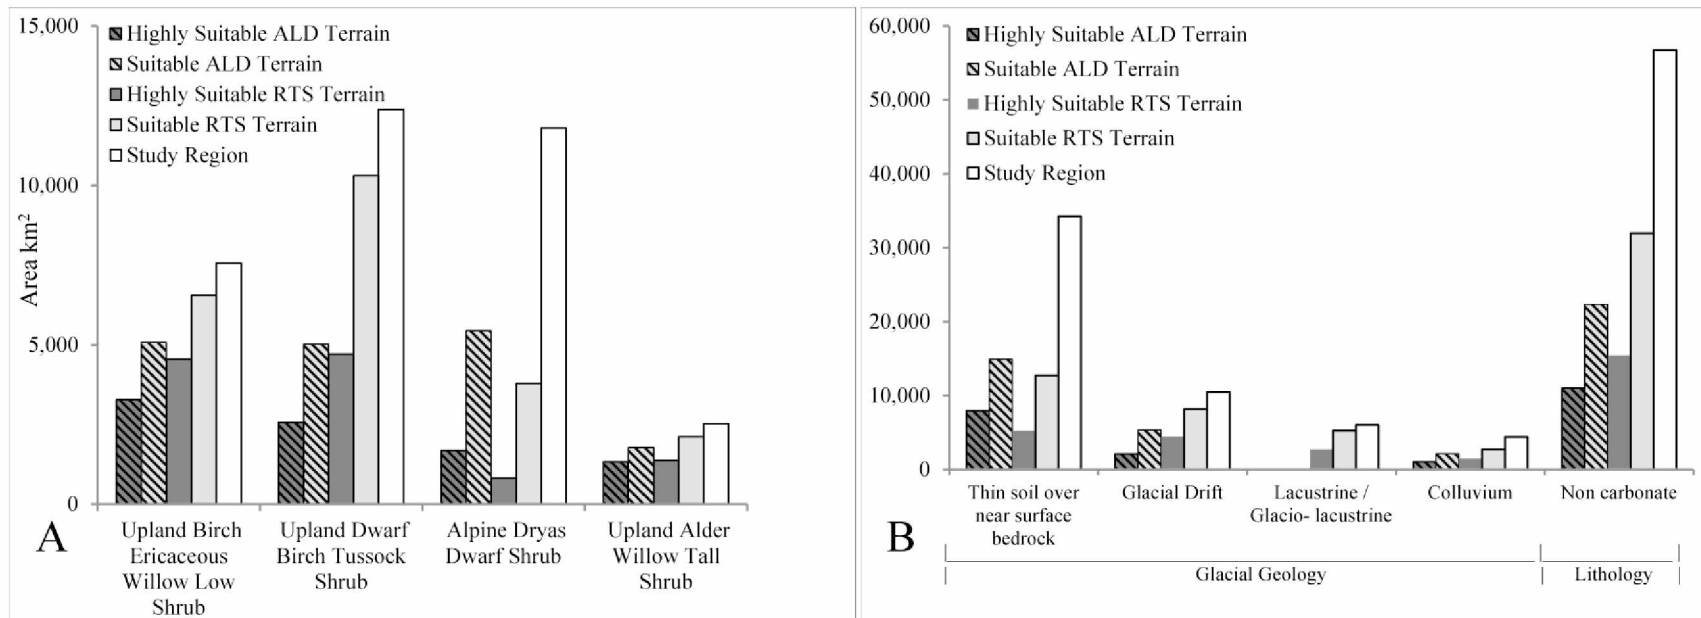 15,000
10,000
5,000
0
Area km²
Highly Suitable ALD Terrain
Suitable ALD Terrain
Highly Suitable RTS Terrain
Suitable RTS Terrain
Study Region
A
Upland Birch
Ericaceous
Willow Low
Shrub
Upland Dwarf
Birch Tussock
Shrub
Alpine Dryas
Dwarf Shrub
Upland Alder
Willow Tall
Shrub
60,000
50,000
40,000
30,000
20,000
10,000
0
Highly Suitable ALD Terrain
Suitable ALD Terrain
Highly Suitable RTS Terrain
Suitable RTS Terrain
Study Region
B
Thin soil over
near surface
bedrock
Glacial Drift
Lacustrine /
Glacio- lacustrine
Colluvium
Non carbonate
Glacial Geology
Lithology